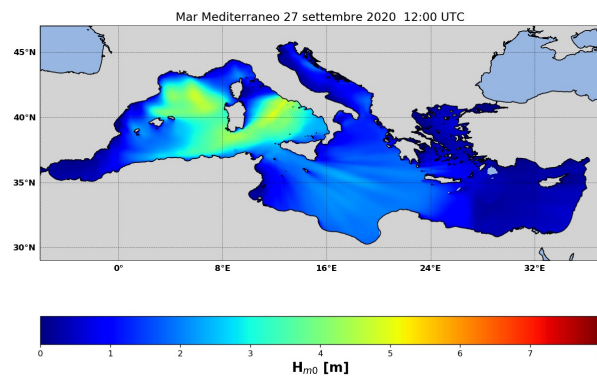 Mar Mediterraneo 27 settembre 2020 12:00 UTC
45°N
40°N
35°N
30°N
0° 8°E 16°E 24°E 32°E
0 1 2 3 4 5 6 7
Hm0 [m]